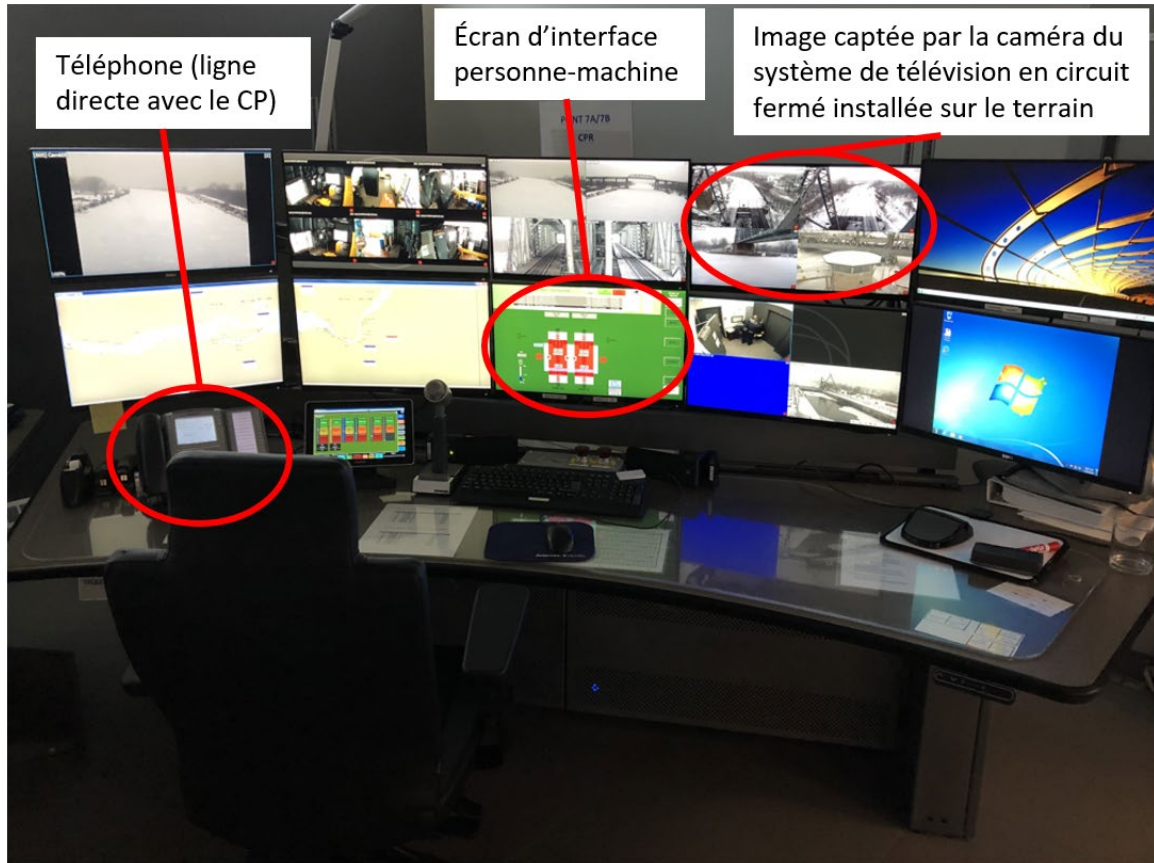 Téléphone (ligne
directe avec le CP)
Écran d’interface
personne-machine
Image captée par la caméra du
système de télévision en circuit
fermé installée sur le terrain
PONT 7A/7B
CPR